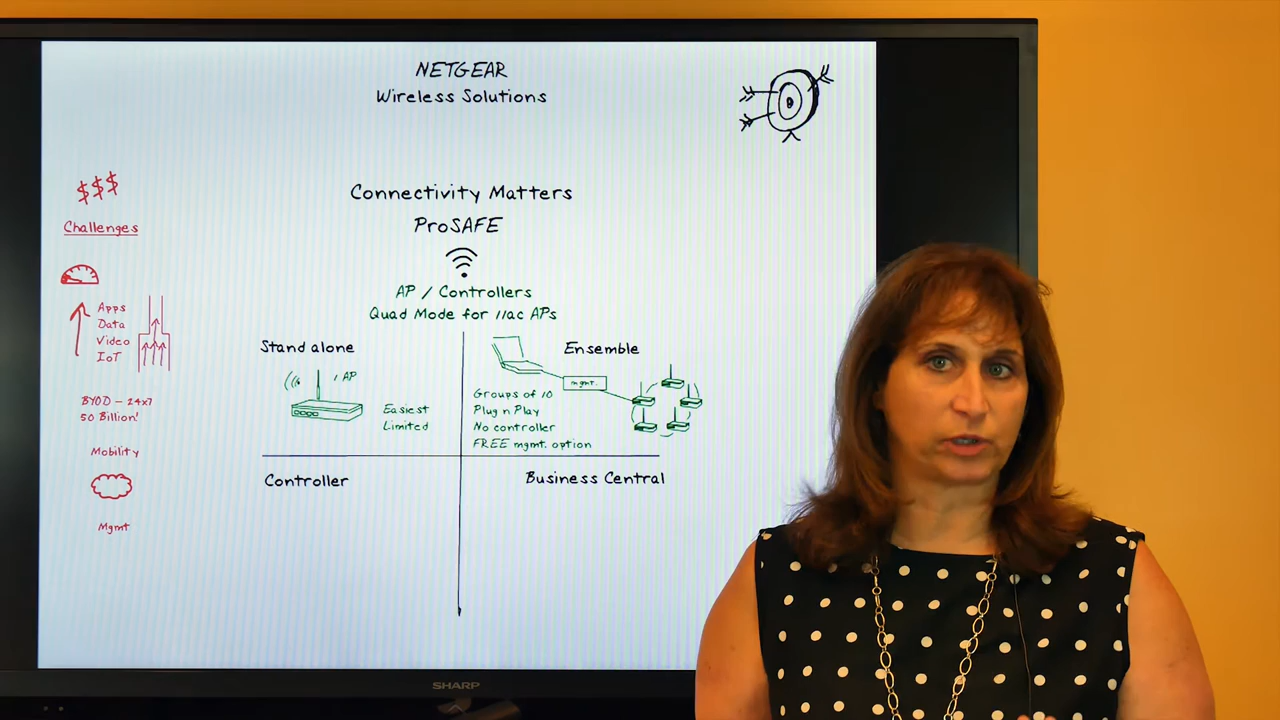 NETGEAR
Wireless Solutions
$$$
Challenges
Apps
Data
Video
IoT
BYOD - 24x7
50 Billion!
Mobility
Mgmt
Connectivity Matters
ProSAFE
AP / Controllers
Quad Mode for 11ac APs
Stand alone
AP
Easiest
Limited
Ensemble
mgmt.
Groups of 10
Plug n Play
No controller
FREE mgmt. option
Controller
Business Central
SHARP